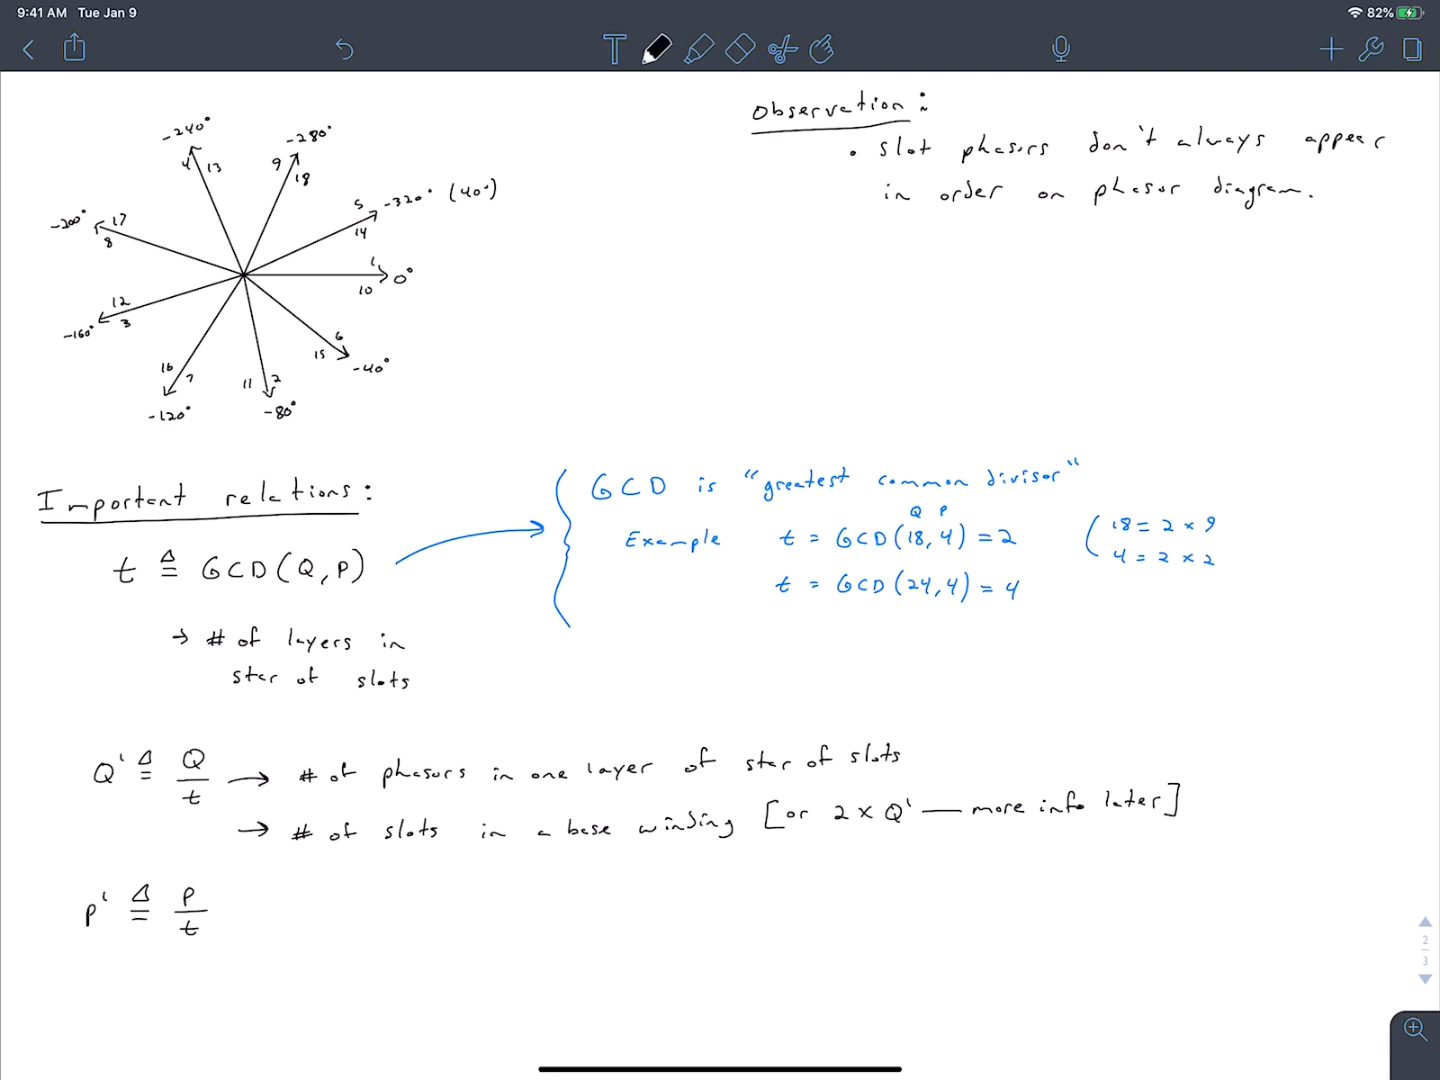 9:41 AM Tue Jan 9
82%
Observation:
• slot phasors don't always appear
in order on phasor diagram.
-240°
4 13
-280°
9
18
5 -320° (40°)
14
-200° 17
8
1
10 0°
12
-160° 3
6
15 -40°
16
7
-120°
11 2
-80°
Important relations:
t ≜ GCD(Q,P)
→ # of layers in
star of slots
GCD is "greatest common divisor"
Q P
Example t = GCD(18,4) = 2
t = GCD(24,4) = 4
18 = 2 × 9
4 = 2 × 2
Q' ≜ Q/t → # of phasors in one layer of star of slots
→ # of slots in a base winding [or 2 × Q' — more info later]
P' ≜ P/t
2
3